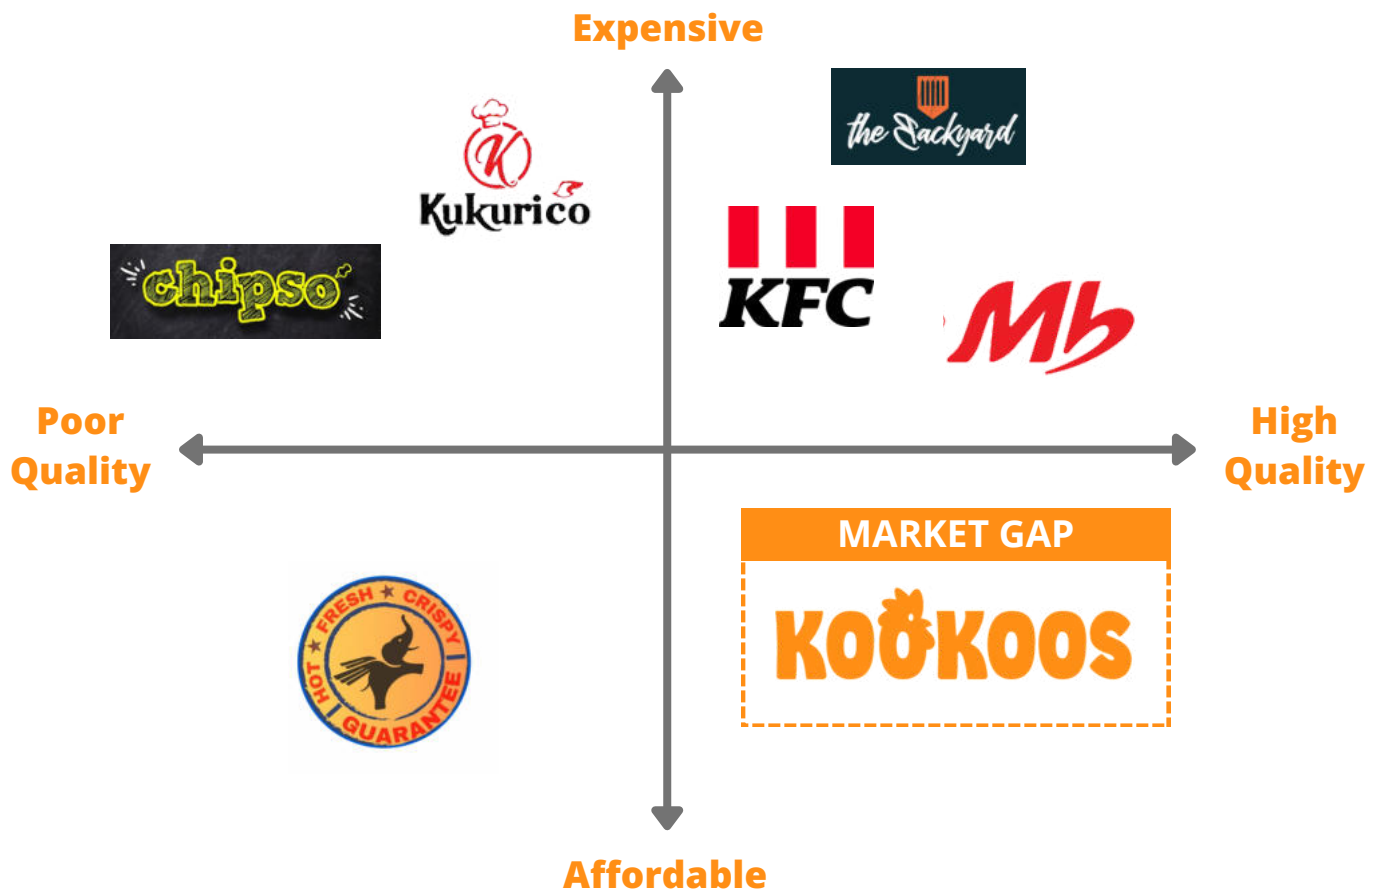 Expensive
the Backyard
K
Kukurico
KFC
chipso
Mb
Poor
Quality
High
Quality
MARKET GAP
KOOKOOS
HOT ★ FRESH ★ CRISPY
GUARANTEE
Affordable